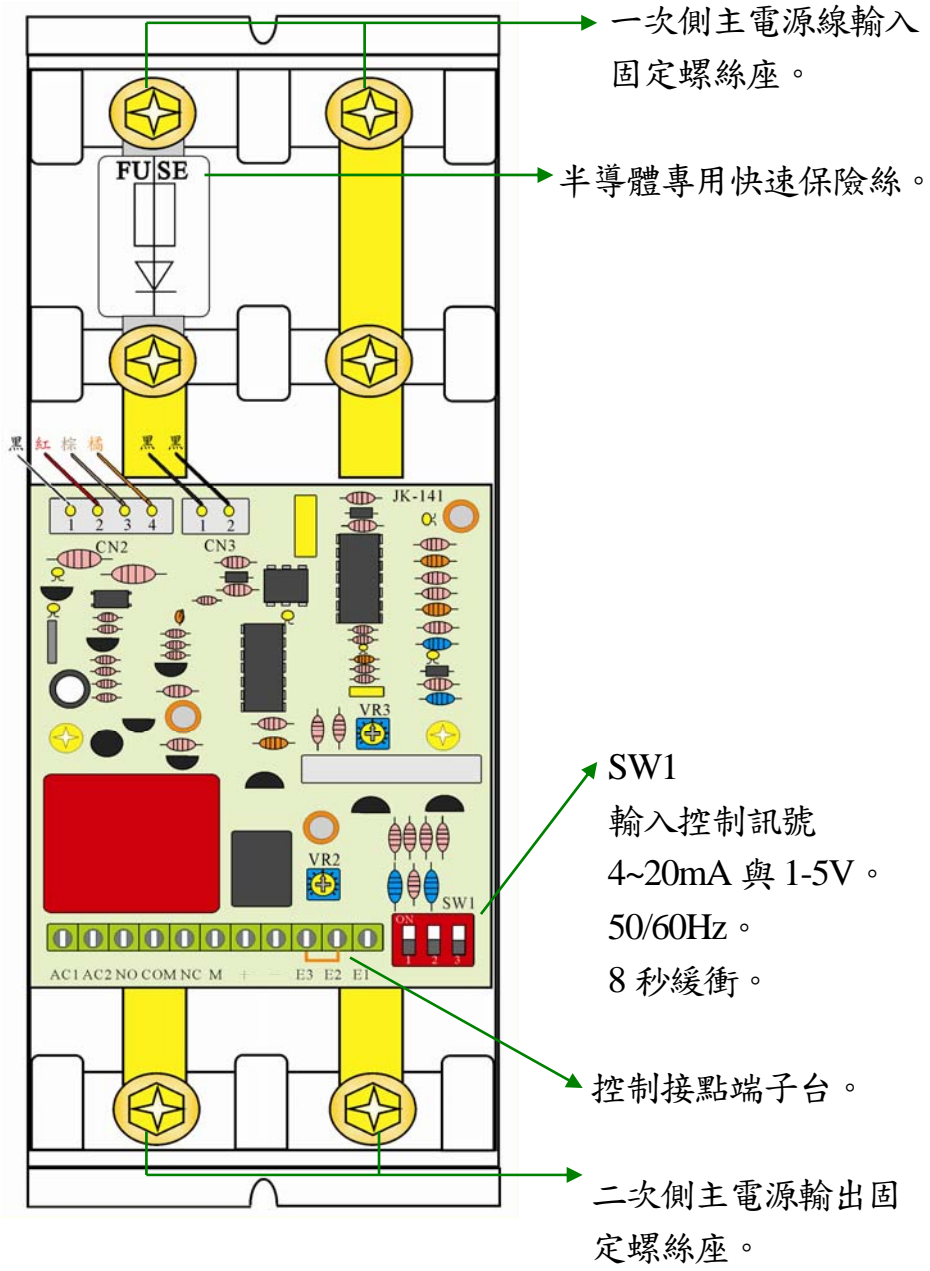 一次側主電源線輸入
固定螺絲座。
FUSE
半導體專用快速保險絲。
黑 紅 棕 橘 黑 黑
JK-141
1 2 3 4 1 2
CN2 CN3
VR3
SW1
輸入控制訊號
4~20mA 與 1-5V。
50/60Hz。
8 秒緩衝。
VR2
SW1
ON
1 2 3
AC1 AC2 NO COM NC M + - E3 E2 E1
控制接點端子台。
二次側主電源輸出固
定螺絲座。